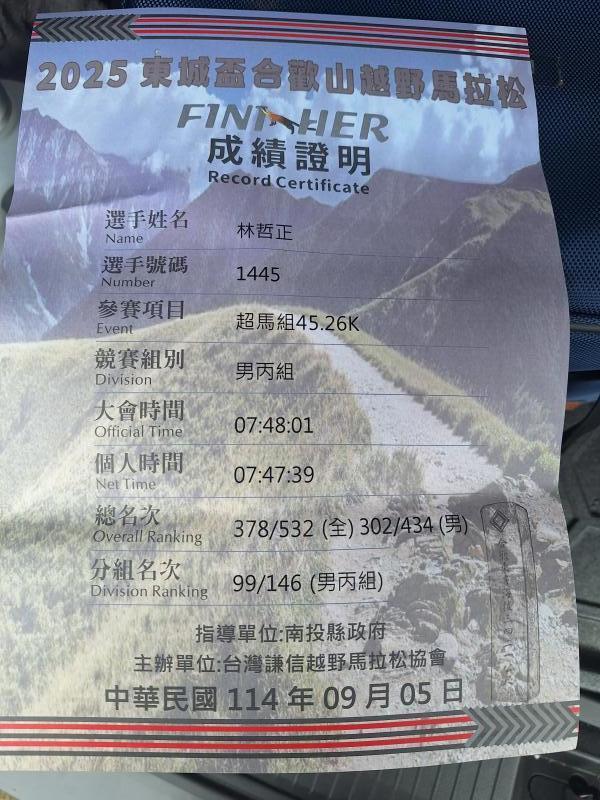 2025 東城盃合歡山越野馬拉松
FINISHER
成績證明
Record Certificate
選手姓名 林哲正
Name
選手號碼 1445
Number
參賽項目 超馬組45.26K
Event
競賽組別 男丙組
Division
大會時間 07:48:01
Official Time
個人時間 07:47:39
Net Time
總名次 378/532 (全) 302/434 (男)
Overall Ranking
分組名次 99/146 (男丙組)
Division Ranking
指導單位:南投縣政府
主辦單位:台灣謙信越野馬拉松協會
中華民國 114 年 09 月 05 日